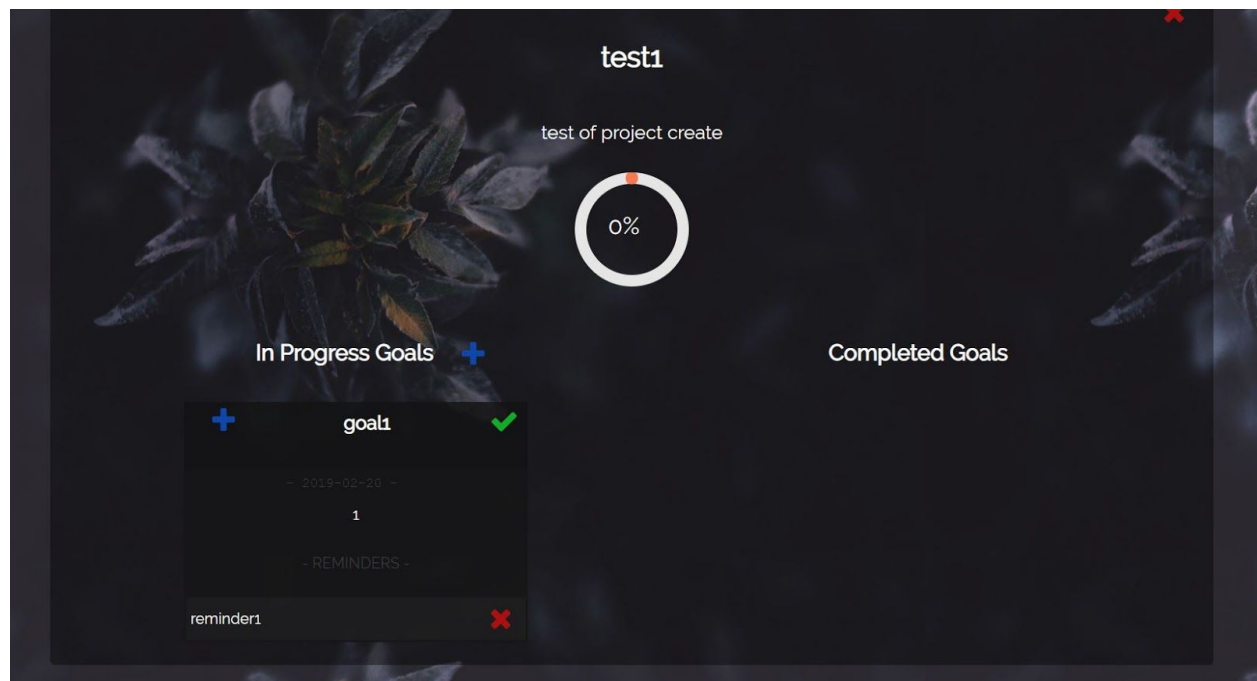 test1
test of project create
0%
In Progress Goals
Completed Goals
goal1
- 2019-02-20 -
1
- REMINDERS -
reminder1